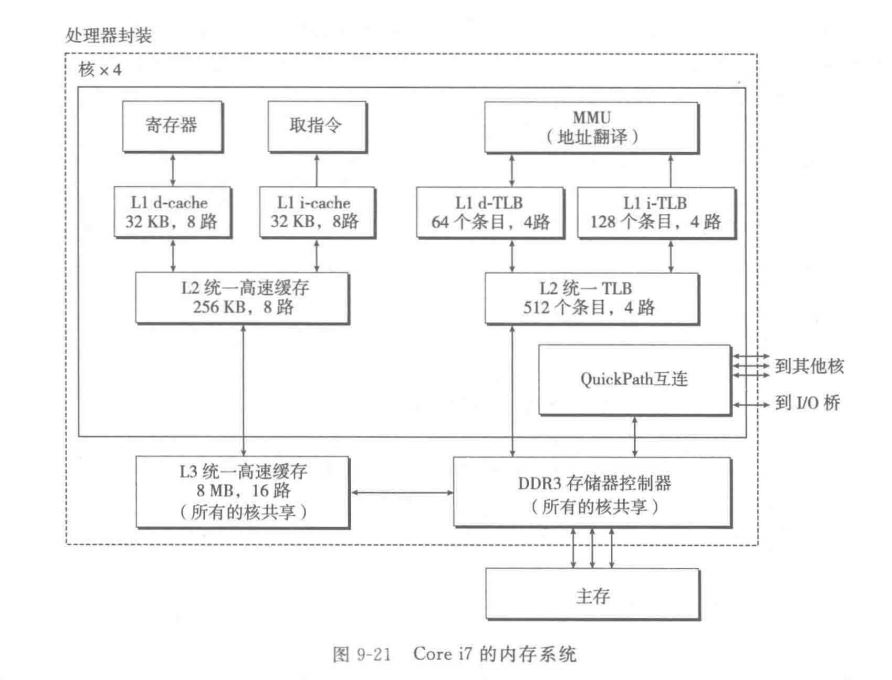 处理器封装
核×4
寄存器
取指令
MMU
（地址翻译）
L1 d-cache
32 KB，8 路
L1 i-cache
32 KB，8路
L1 d-TLB
64 个条目，4路
L1 i-TLB
128 个条目，4 路
L2 统一高速缓存
256 KB，8 路
L2 统一 TLB
512 个条目，4 路
QuickPath互连
到其他核
到 I/O 桥
L3 统一高速缓存
8 MB，16 路
（所有的核共享）
DDR3 存储器控制器
（所有的核共享）
主存
图 9-21 Core i7 的内存系统